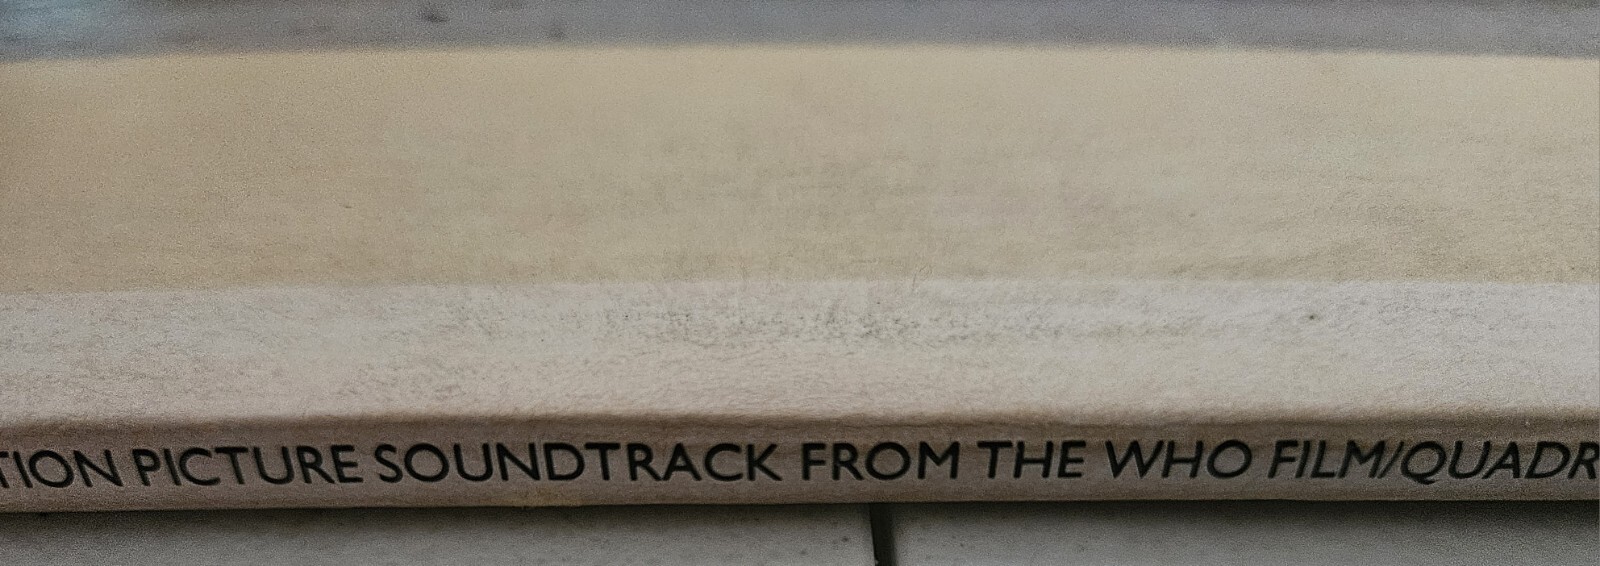 TION PICTURE SOUNDTRACK FROM THE WHO FILM/QUADR